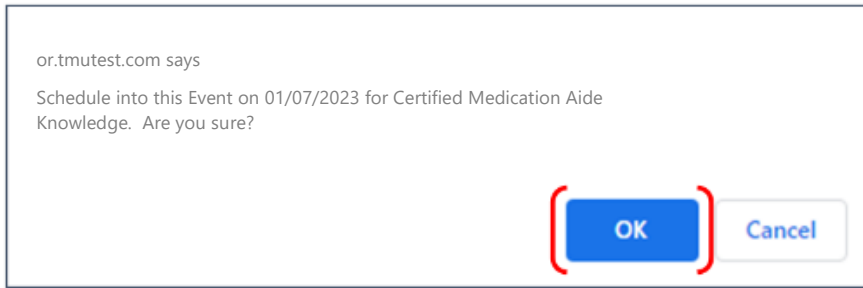 or.tmutest.com says
Schedule into this Event on 01/07/2023 for Certified Medication Aide
Knowledge.  Are you sure?
OK
Cancel